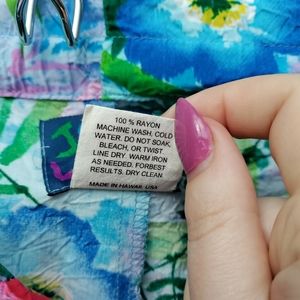 100 % RAYON
MACHINE WASH. COLD
WATER. DO NOT SOAK,
BLEACH, OR TWIST.
LINE DRY. WARM IRON
AS NEEDED. FORBEST
RESULTS. DRY CLEAN
MADE IN HAWAII, USA